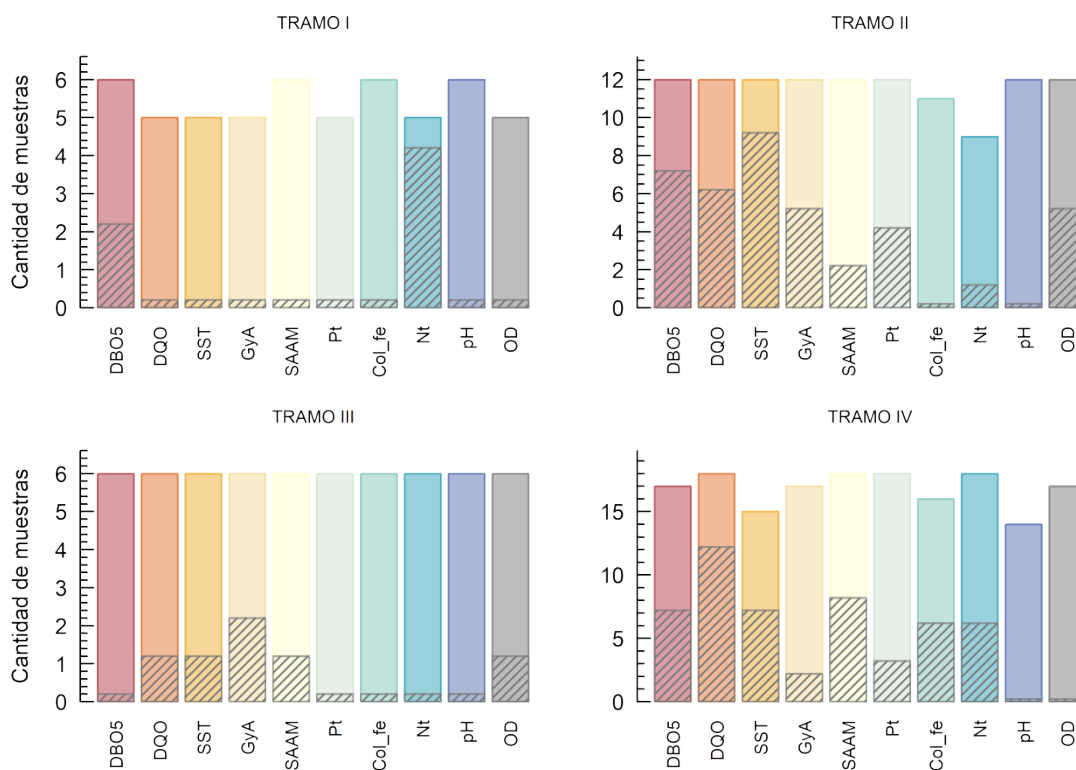 TRAMO I
Cantidad de muestras
6
5
4
3
2
1
0
DBO5
DQO
SST
GyA
SAAM
Pt
Col_fe
Nt
pH
OD
TRAMO II
12
10
8
6
4
2
0
DBO5
DQO
SST
GyA
SAAM
Pt
Col_fe
Nt
pH
OD
TRAMO III
Cantidad de muestras
6
5
4
3
2
1
0
DBO5
DQO
SST
GyA
SAAM
Pt
Col_fe
Nt
pH
OD
TRAMO IV
15
10
5
0
DBO5
DQO
SST
GyA
SAAM
Pt
Col_fe
Nt
pH
OD